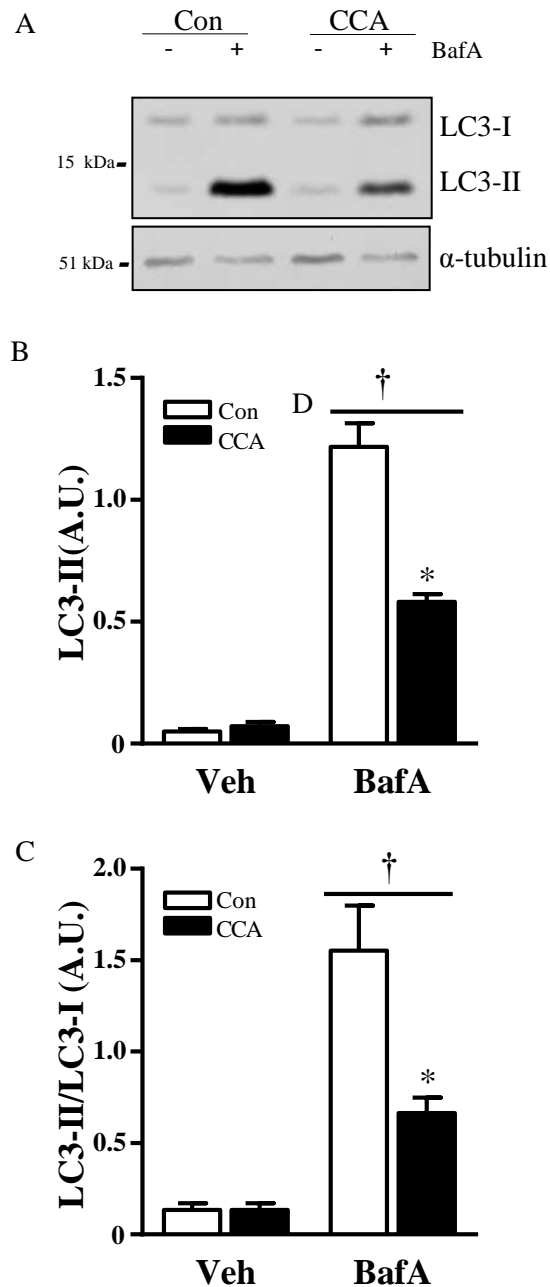 A
Con CCA
- + - + BafA
LC3-I
15 kDa
LC3-II
51 kDa α-tubulin
B
1.5
1.0
0.5
0
LC3-II(A.U.)
Con
CCA
D
†
*
Veh BafA
C
2.0
1.5
1.0
0.5
0
LC3-II/LC3-I (A.U.)
Con
CCA
†
*
Veh BafA